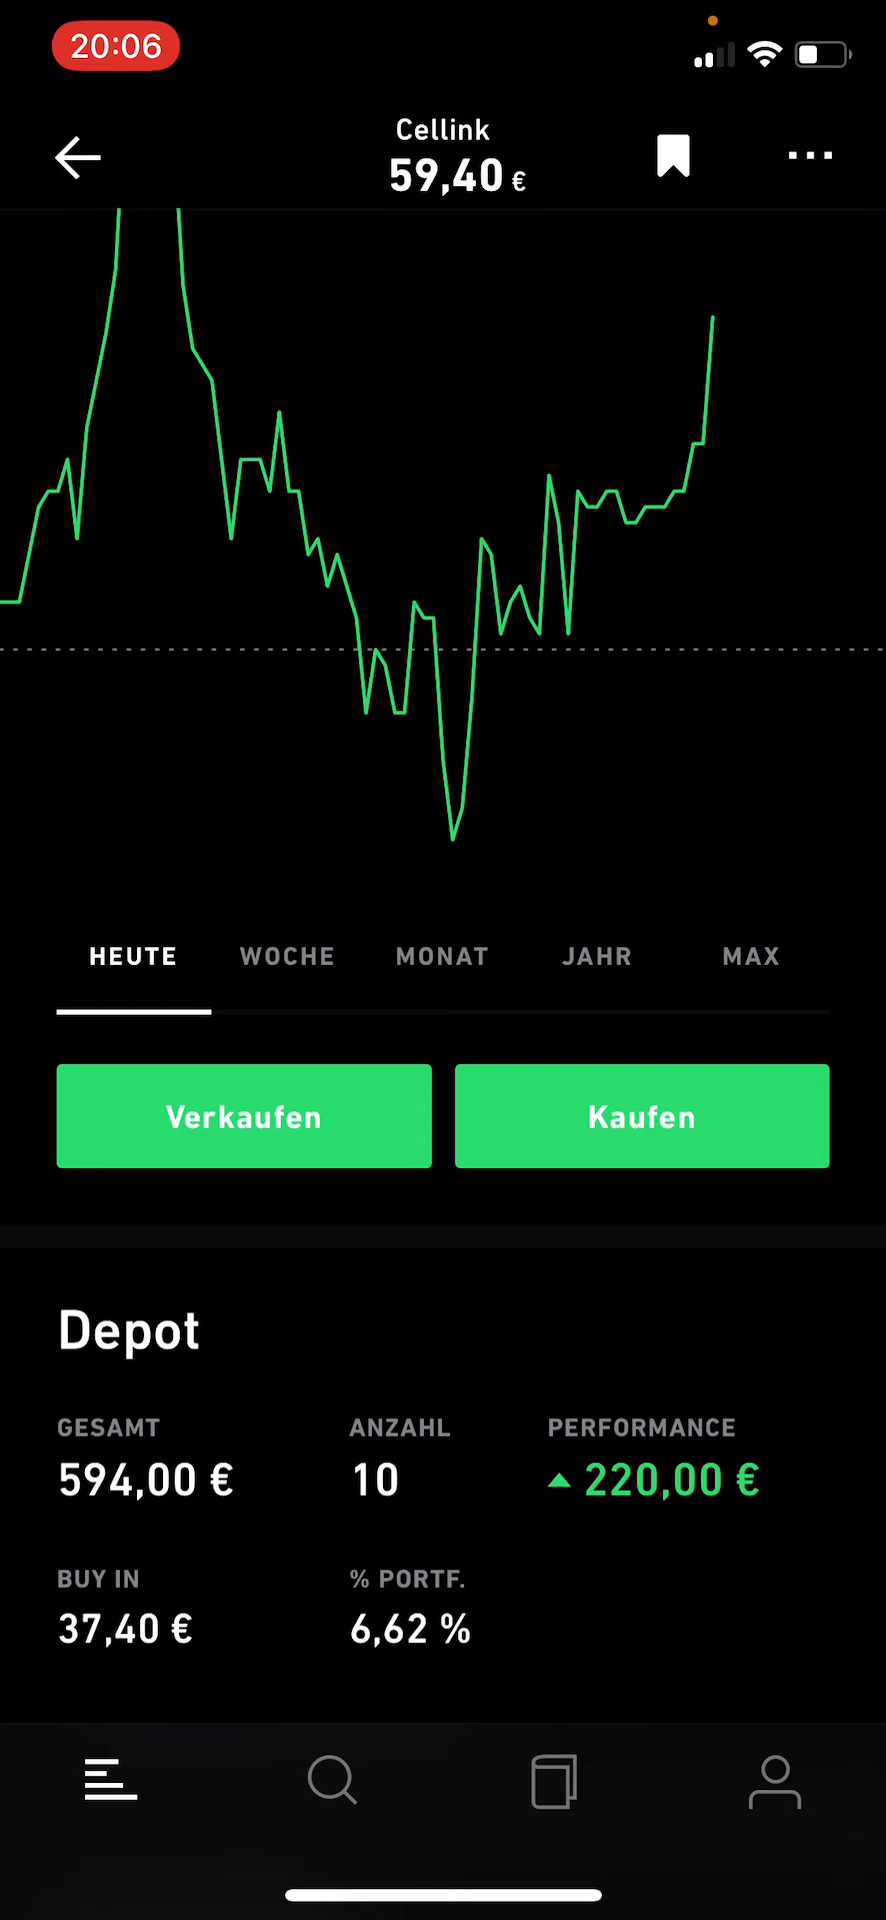 20:06
Cellink
59,40 €
HEUTE WOCHE MONAT JAHR MAX
Verkaufen Kaufen
Depot
GESAMT ANZAHL PERFORMANCE
594,00 € 10 220,00 €
BUY IN % PORTF.
37,40 € 6,62 %